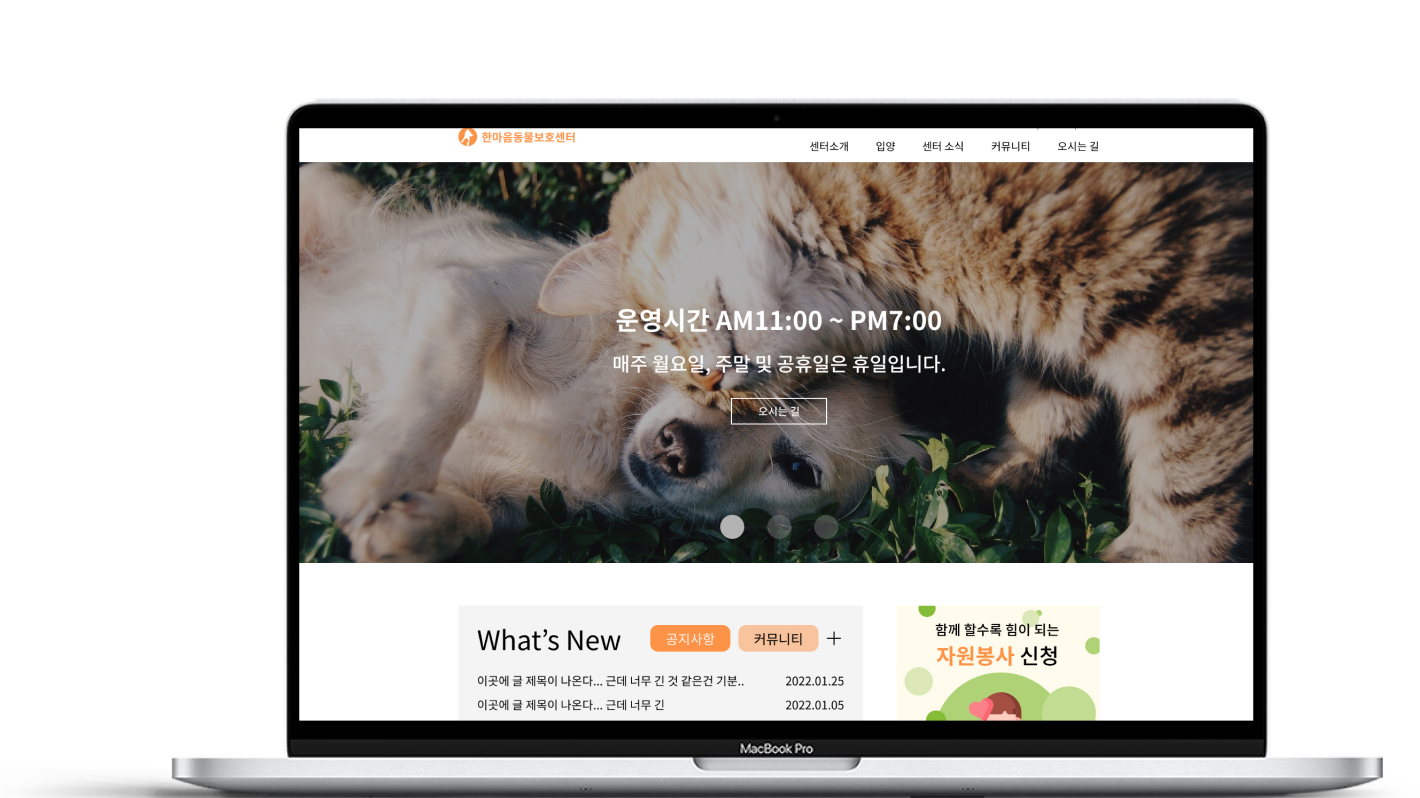 한마음동물보호센터
센터소개 입양 센터 소식 커뮤니티 오시는 길
운영시간 AM11:00 ~ PM7:00
매주 월요일, 주말 및 공휴일은 휴일입니다.
오시는 길
What's New 공지사항 커뮤니티 +
이곳에 글 제목이 나온다... 근데 너무 긴 것 같은건 기분.. 2022.01.25
이곳에 글 제목이 나온다... 근데 너무 긴 2022.01.05
함께 할수록 힘이 되는
자원봉사 신청
MacBook Pro